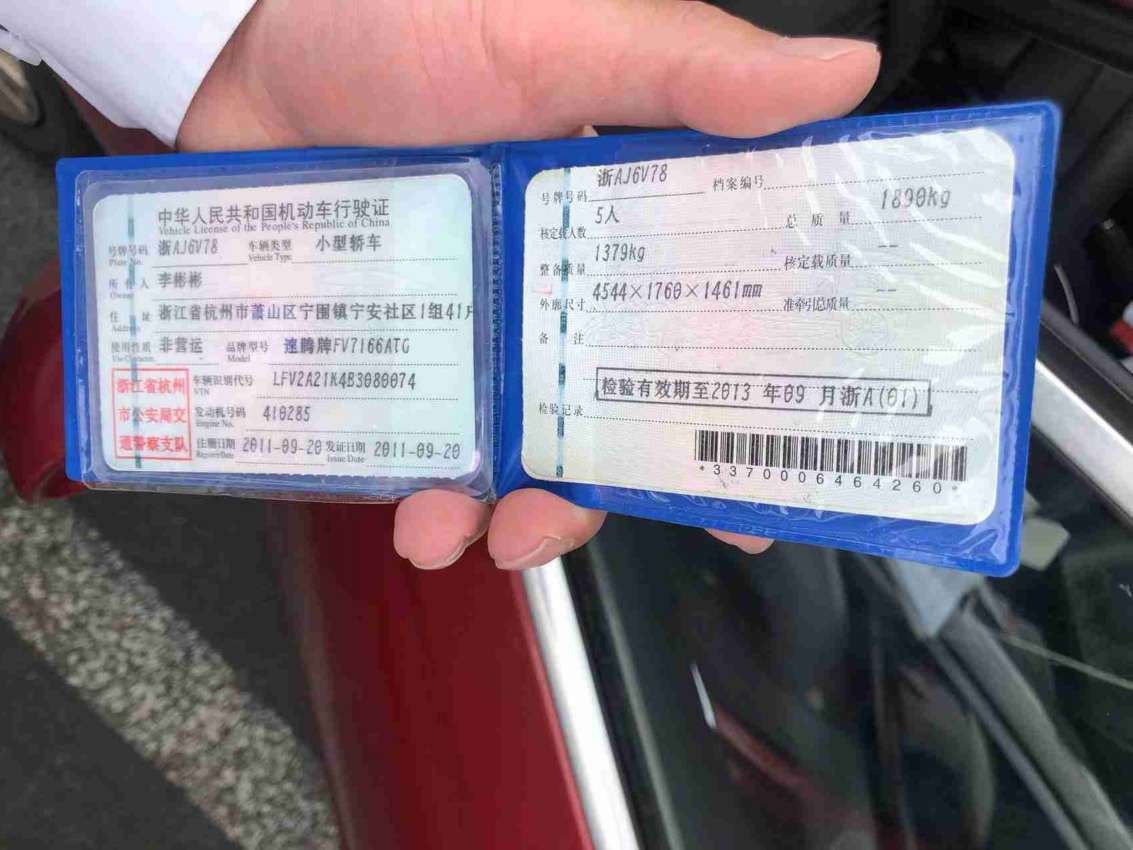 中华人民共和国机动车行驶证
Vehicle License of the People's Republic of China
号牌号码 浙AJ6V78 车辆类型 小型轿车
Plate No. Vehicle Type
所有人 李彬彬
Owner
住址 浙江省杭州市萧山区宁围镇宁安社区1组41户
Address
使用性质 非营运 品牌型号 速腾牌FV7166ATG
Use Character Model
浙江省杭州
市公安局交
通警察支队
车辆识别代号 LFV2A21K4B3080074
VIN
发动机号码 410285
Engine No.
注册日期 2011-09-20 发证日期 2011-09-20
Register Date Issue Date
号牌号码 浙AJ6V78 档案编号
核定载人数 5人 总质量 1890kg
整备质量 1379kg 核定载质量 --
外廓尺寸 4544×1760×1461mm 准牵引总质量 --
备注
检验有效期至2013年09月浙A(01)
检验记录
*3370006464260*